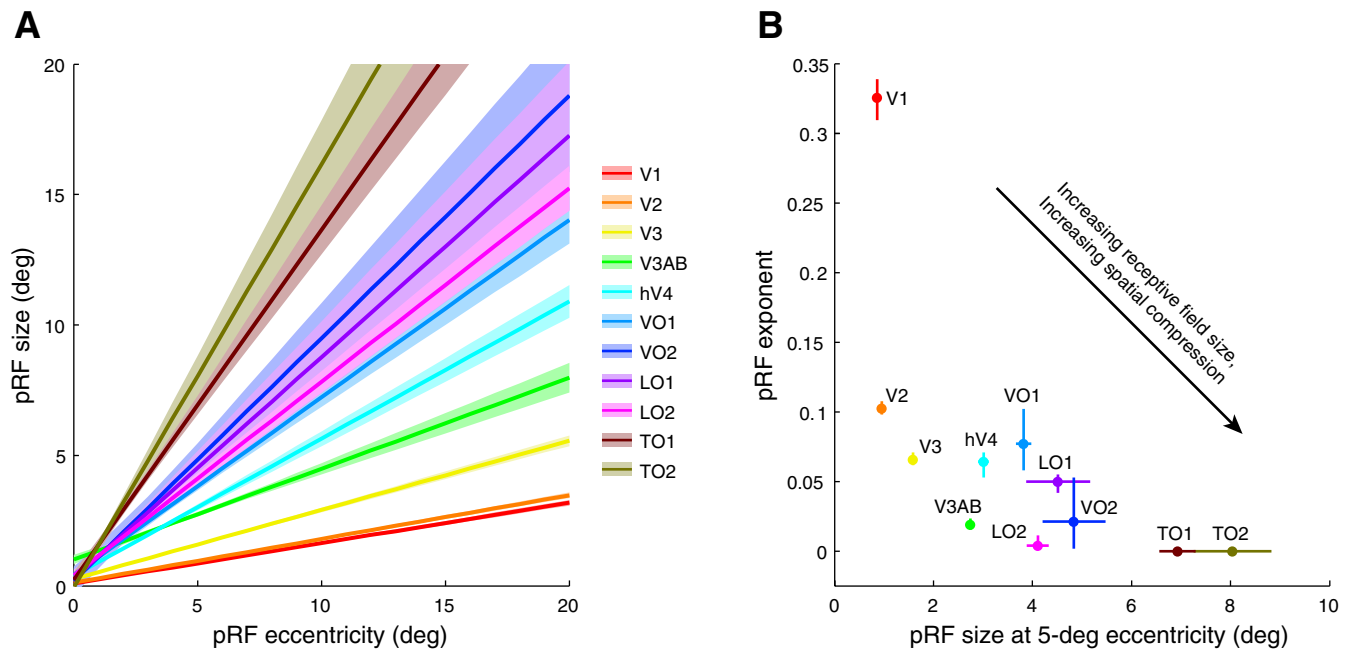 A
pRF size (deg)
20
15
10
5
0
0 5 10 15 20
pRF eccentricity (deg)
V1
V2
V3
V3AB
hV4
VO1
VO2
LO1
LO2
TO1
TO2
B
pRF exponent
0.35
0.3
0.25
0.2
0.15
0.1
0.05
0
V1
Increasing receptive field size,
Increasing spatial compression
V2
VO1
V3
hV4
LO1
V3AB
VO2
LO2
TO1
TO2
0 2 4 6 8 10
pRF size at 5-deg eccentricity (deg)